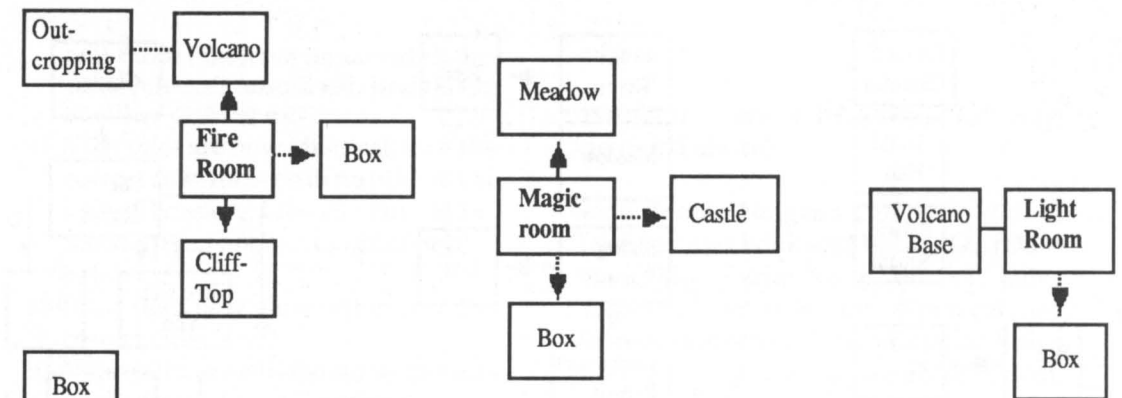 Out-
cropping
Volcano
Fire
Room
Box
Cliff-
Top
Box
Meadow
Magic
room
Castle
Box
Volcano
Base
Light
Room
Box